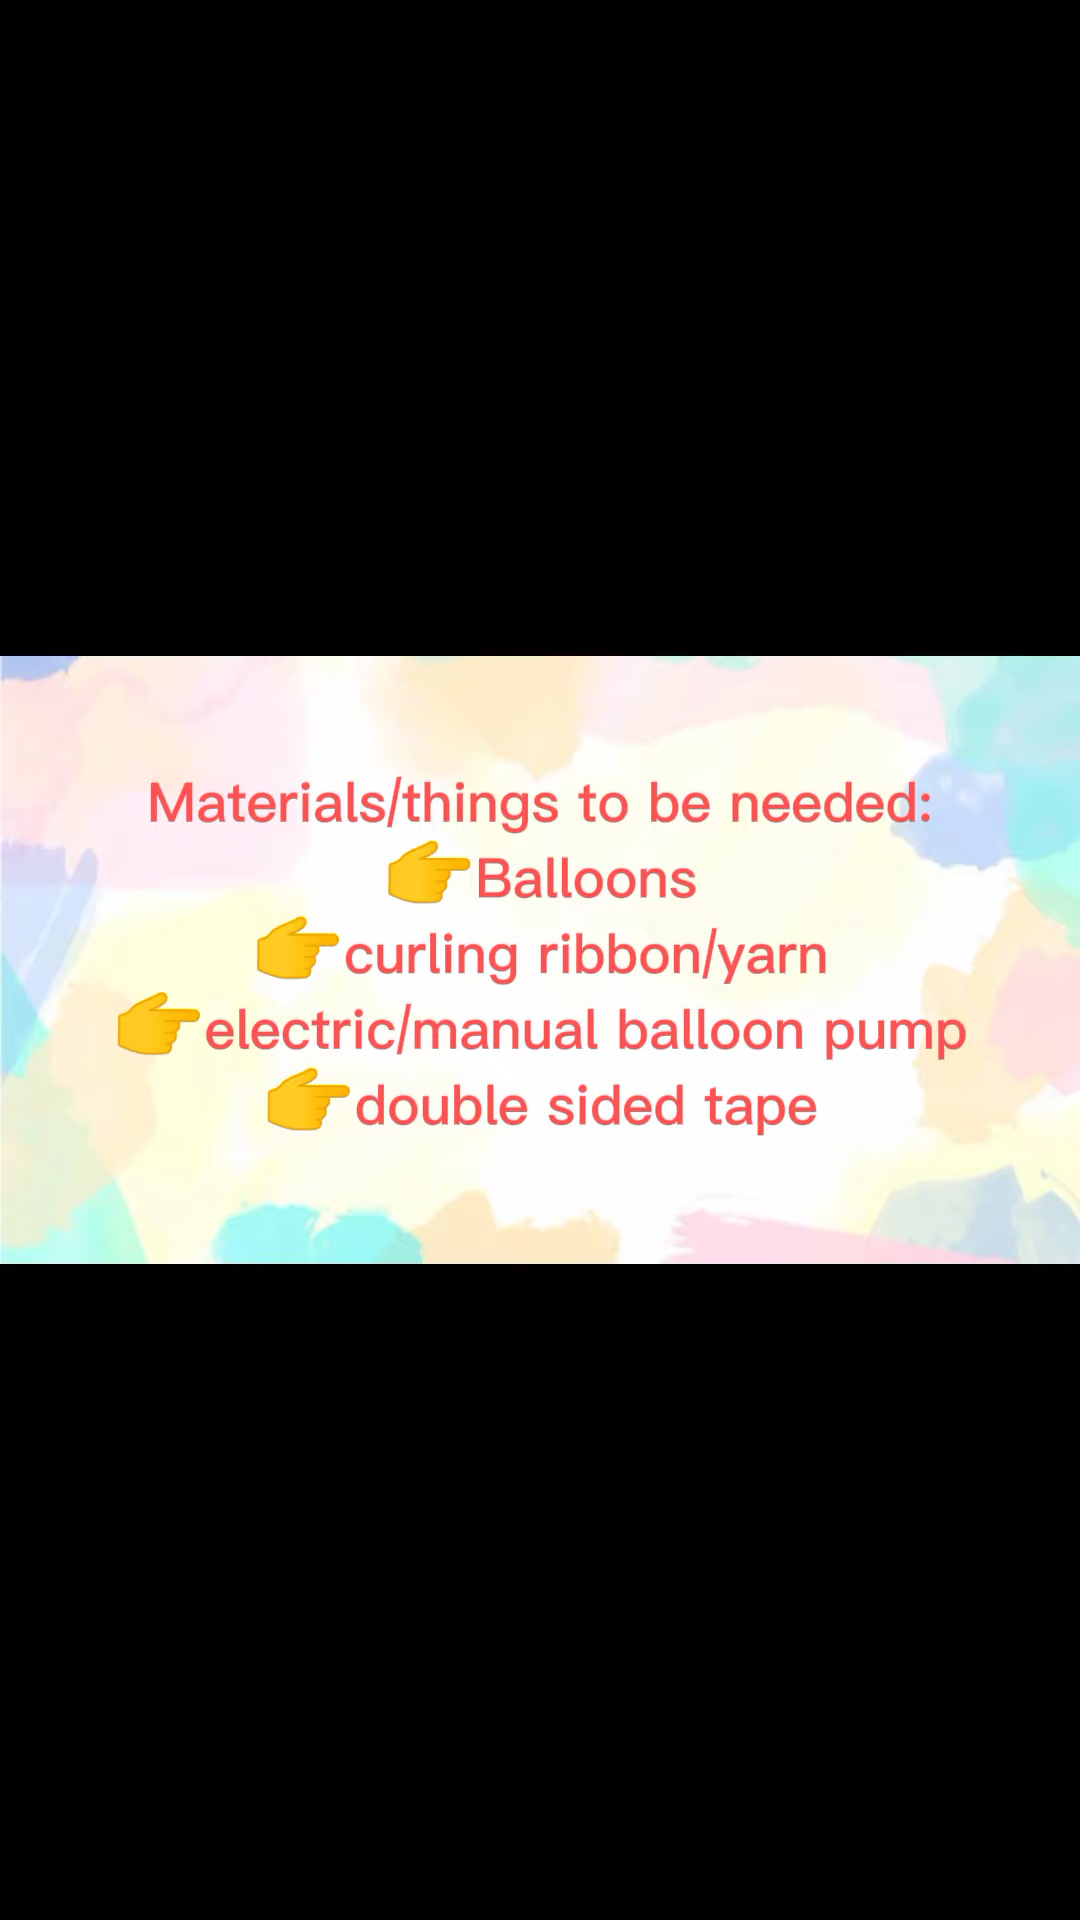 Materials/things to be needed:
👉Balloons
👉curling ribbon/yarn
👉electric/manual balloon pump
👉double sided tape